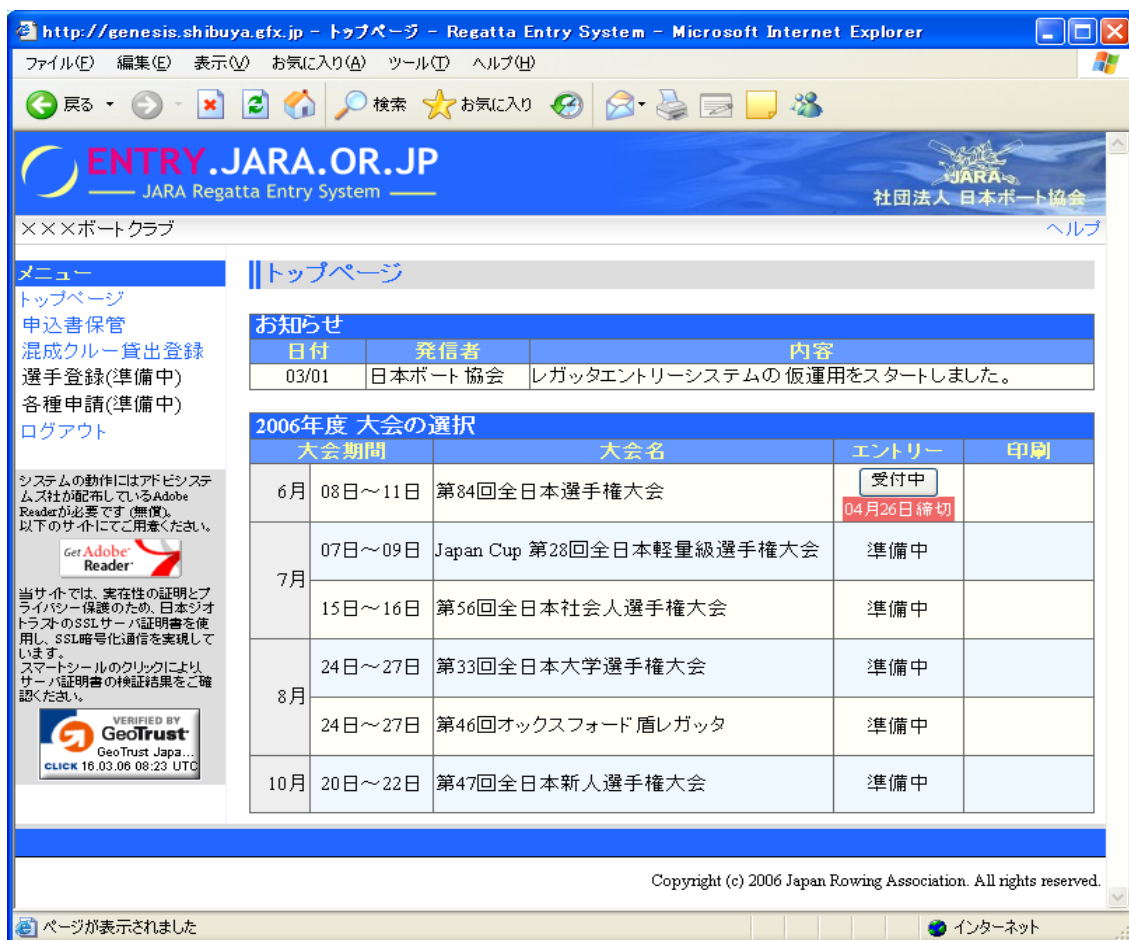 http://genesis.shibuya.gfx.jp - トップページ - Regatta Entry System - Microsoft Internet Explorer
ファイル(F) 編集(E) 表示(V) お気に入り(A) ツール(T) ヘルプ(H)
戻る 検索 お気に入り
ENTRY.JARA.OR.JP
JARA Regatta Entry System
JARA
社団法人 日本ボート協会
×××ボートクラブ ヘルプ
メニュー
トップページ
申込書保管
混成クルー貸出登録
選手登録(準備中)
各種申請(準備中)
ログアウト
システムの動作にはアドビシステ
ムズ社が配布しているAdobe
Readerが必要です(無償)。
以下のサイトにてご用意ください。
Get Adobe
Reader
当サイトでは、実在性の証明とプ
ライバシー保護のため、日本ジオ
トラストのSSLサーバ証明書を使
用し、SSL暗号化通信を実現して
います。
スマートシールのクリックにより
サーバ証明書の検証結果をご確
認ください。
VERIFIED BY
GeoTrust
GeoTrust Japa...
CLICK 16.03.06 08:23 UTC
トップページ
お知らせ
日付 発信者 内容
03/01 日本ボート協会 レガッタエントリーシステムの仮運用をスタートしました。
2006年度 大会の選択
大会期間 大会名 エントリー 印刷
6月 08日～11日 第84回全日本選手権大会 受付中
04月26日締切
7月 07日～09日 Japan Cup 第28回全日本軽量級選手権大会 準備中
15日～16日 第56回全日本社会人選手権大会 準備中
8月 24日～27日 第33回全日本大学選手権大会 準備中
24日～27日 第46回オックスフォード盾レガッタ 準備中
10月 20日～22日 第47回全日本新人選手権大会 準備中
Copyright (c) 2006 Japan Rowing Association. All rights reserved.
ページが表示されました インターネット